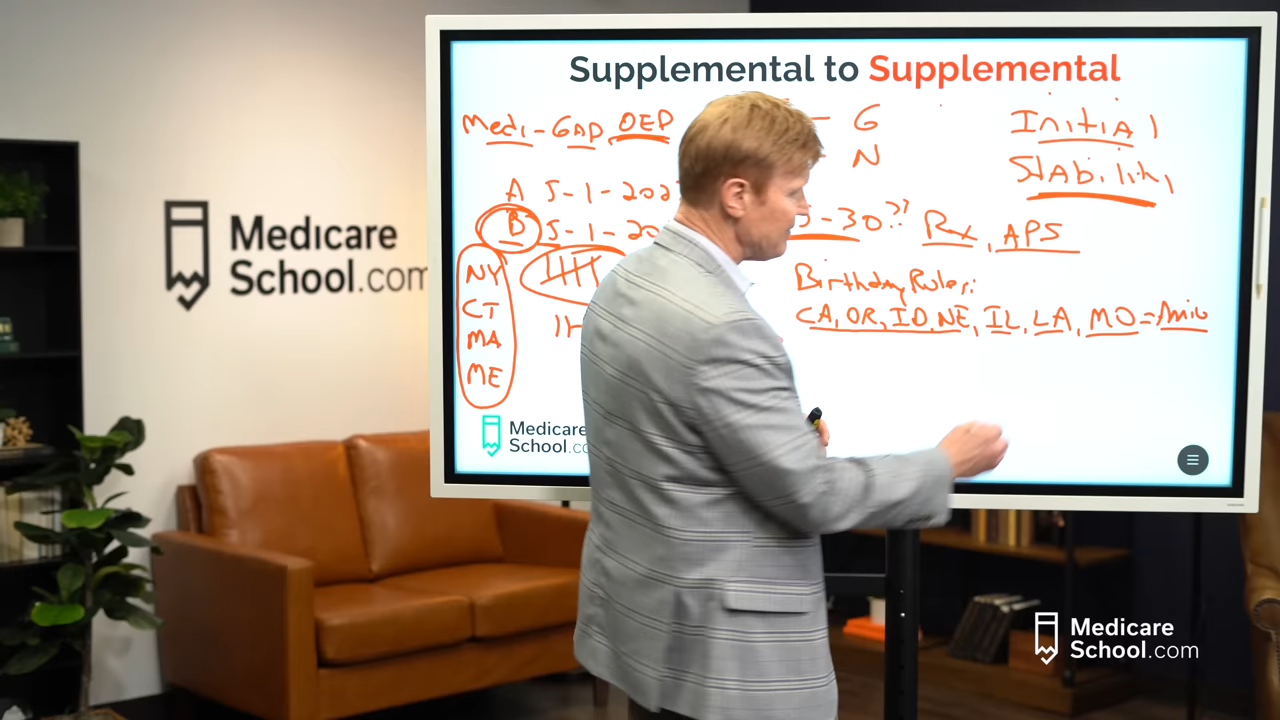 Supplemental to Supplemental
Medi-GAP OEP
- G
N
Initial
Stability
A 5-1-202
B 5-1-20
-30?? Rx, APS
NY
CT
MA
ME
Birthday Rules:
CA, OR, ID, NE, IL, LA, MO =
Medicare
School.co
Medicare
School.com
Medicare
School.com